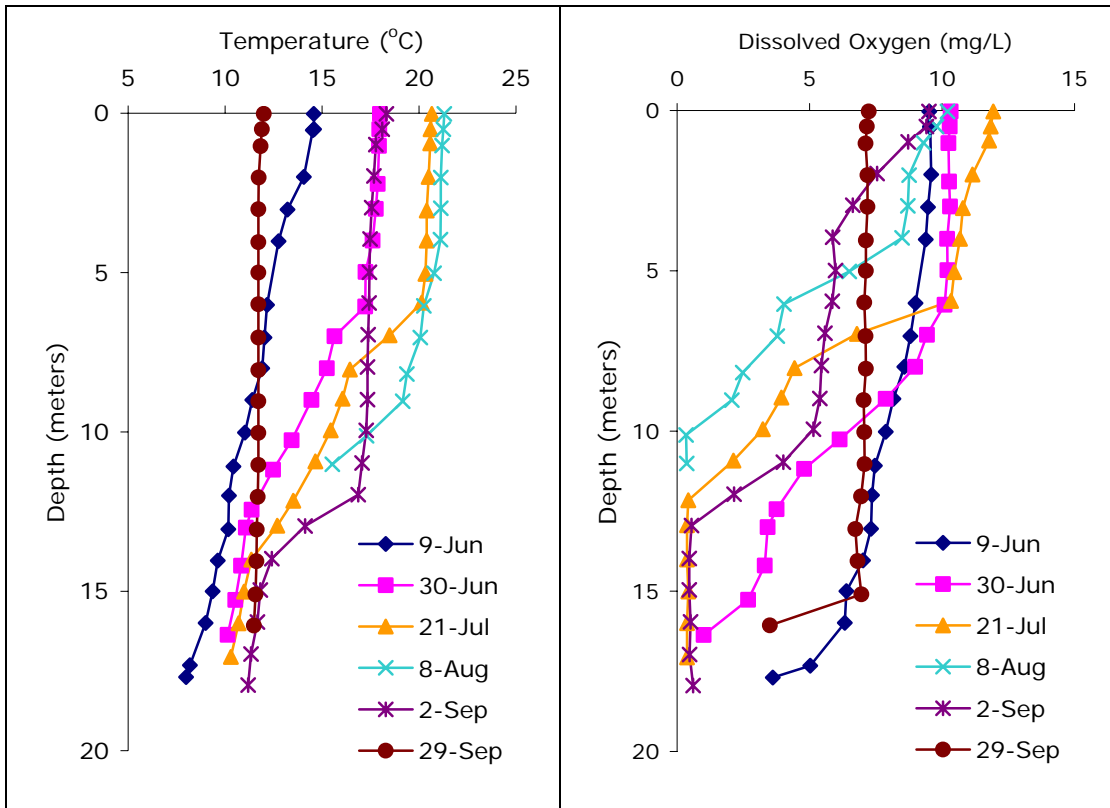 Temperature (°C)
5 10 15 20 25
0
5
10
15
20
Depth (meters)
9-Jun
30-Jun
21-Jul
8-Aug
2-Sep
29-Sep
Dissolved Oxygen (mg/L)
0 5 10 15
0
5
10
15
20
Depth (meters)
9-Jun
30-Jun
21-Jul
8-Aug
2-Sep
29-Sep